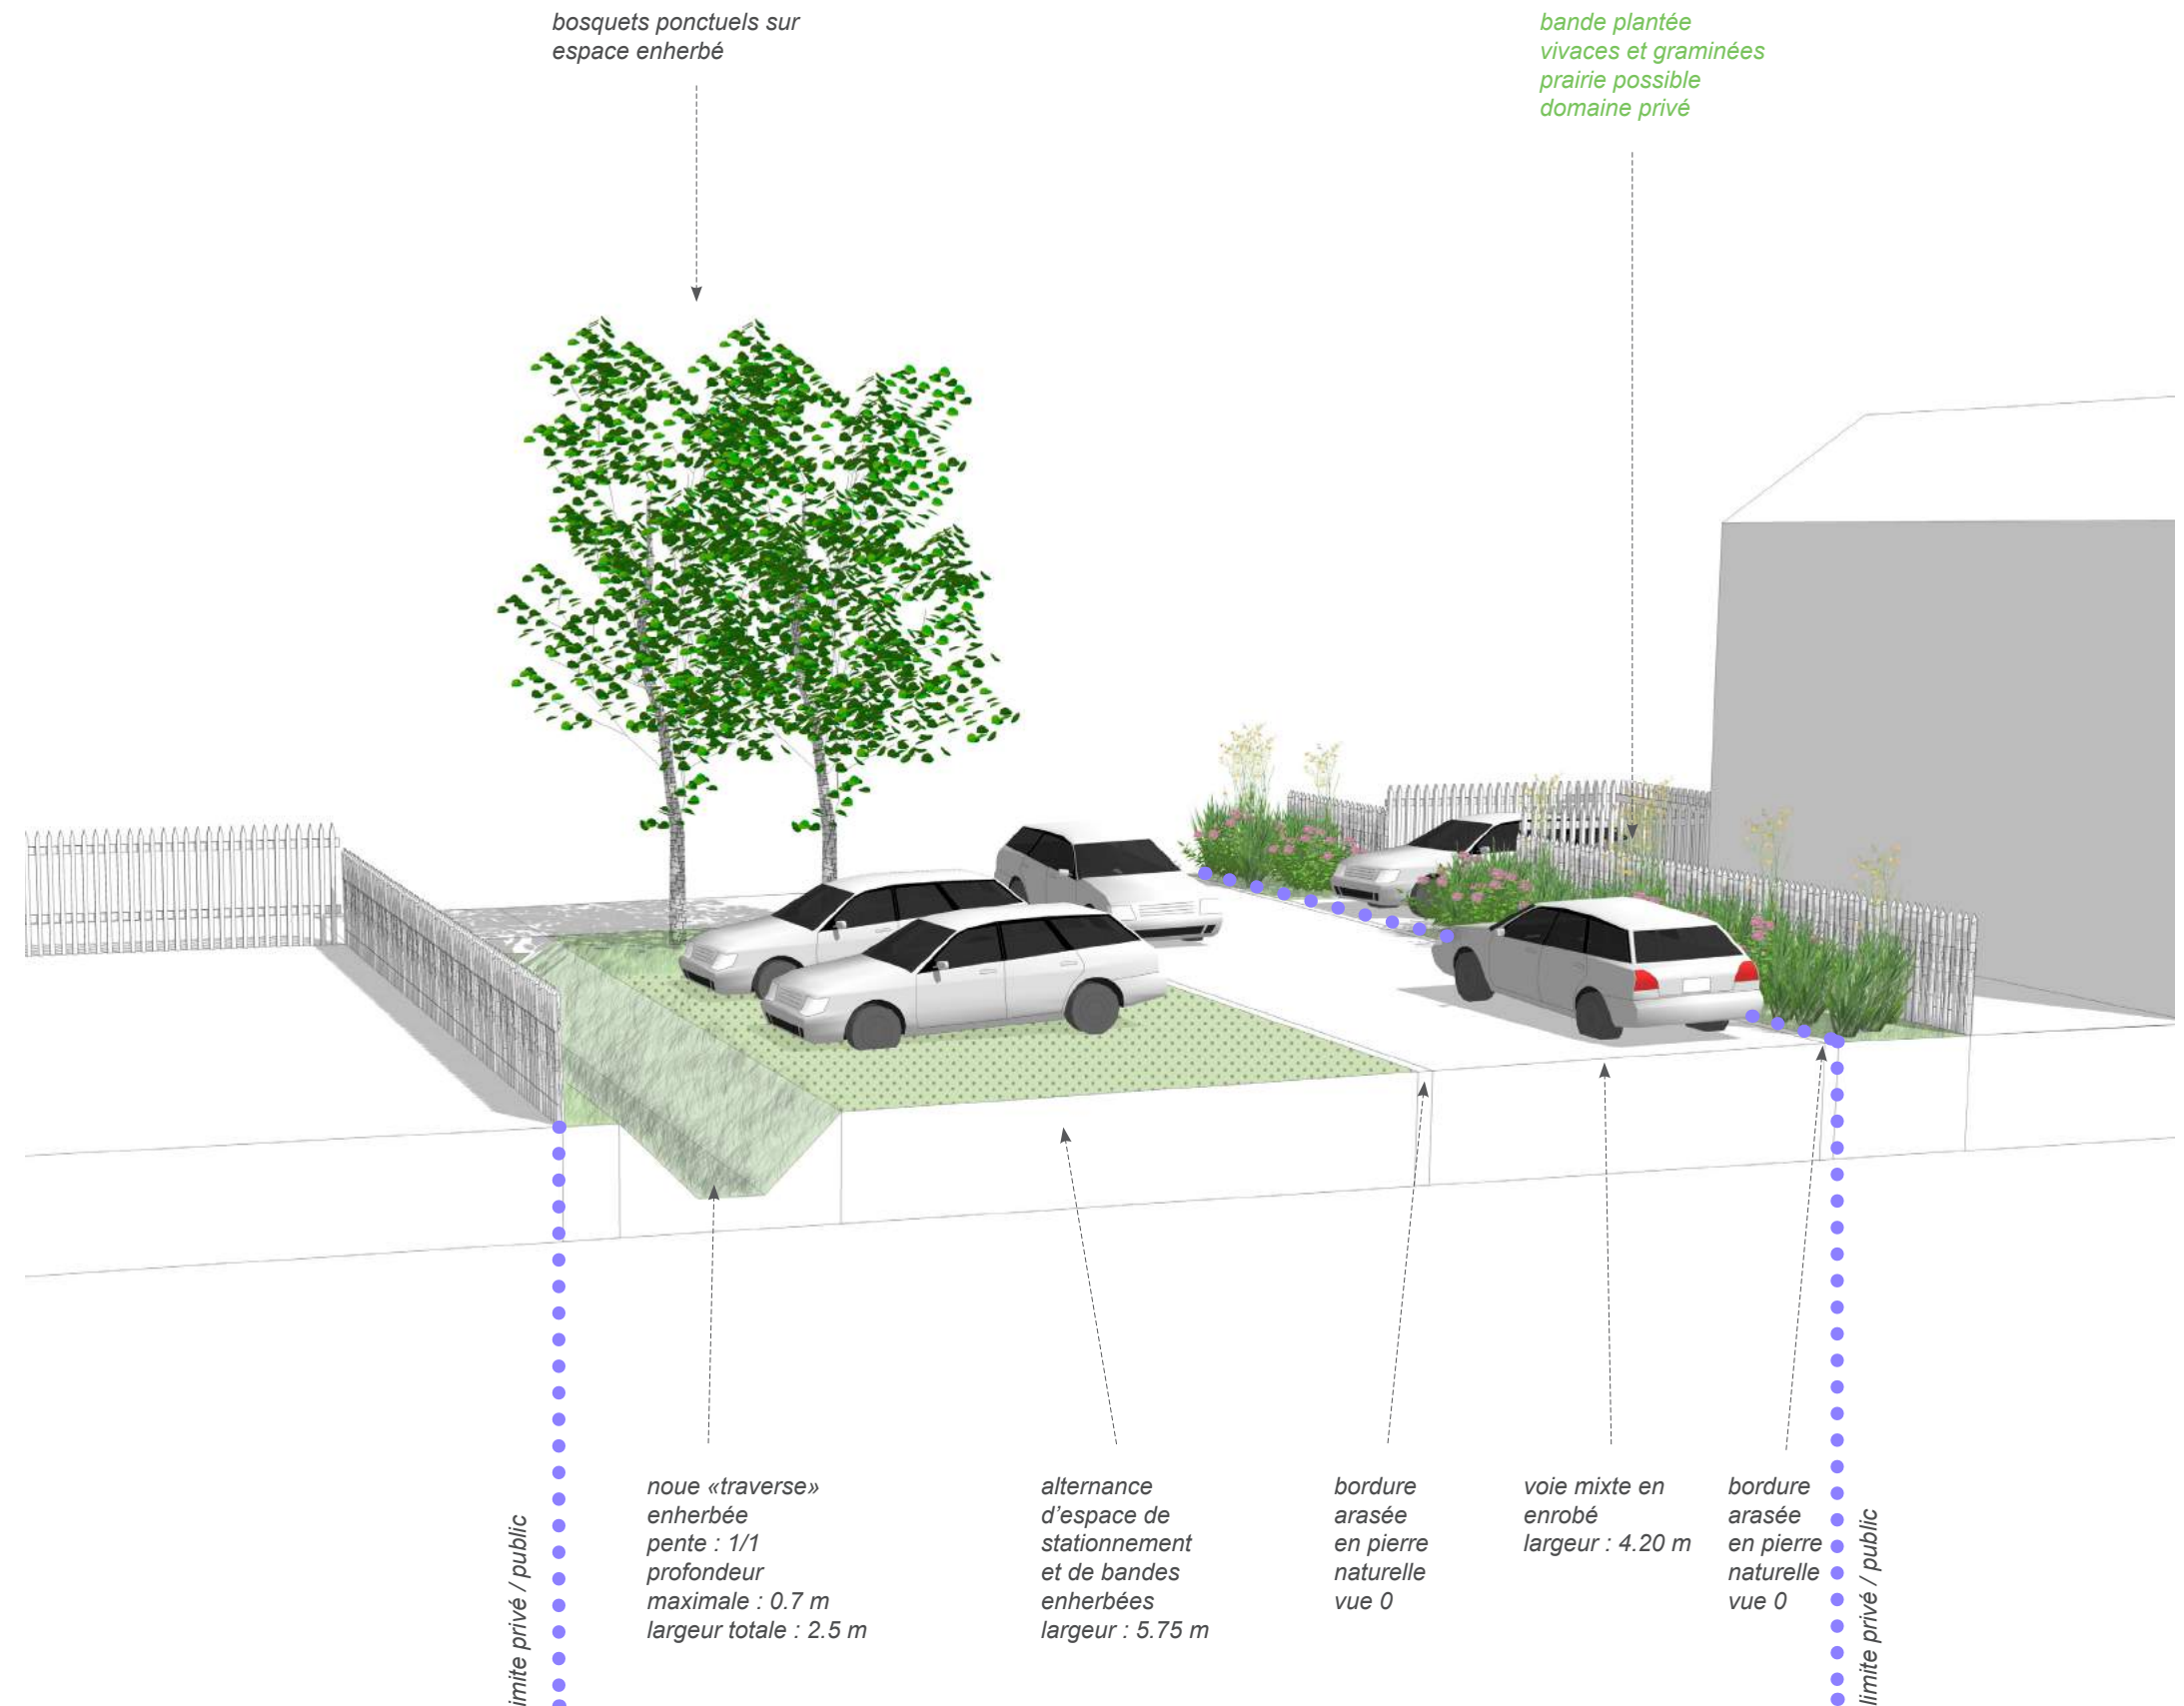 bosquets ponctuels sur
espace enherbé
bande plantée
vivaces et graminées
prairie possible
domaine privé
imite privé / public
noue «traverse»
enherbée
pente : 1/1
profondeur
maximale : 0.7 m
largeur totale : 2.5 m
alternance
d’espace de
stationnement
et de bandes
enherbées
largeur : 5.75 m
bordure
arasée
en pierre
naturelle
vue 0
voie mixte en
enrobé
largeur : 4.20 m
bordure
arasée
en pierre
naturelle
vue 0
limite privé / public